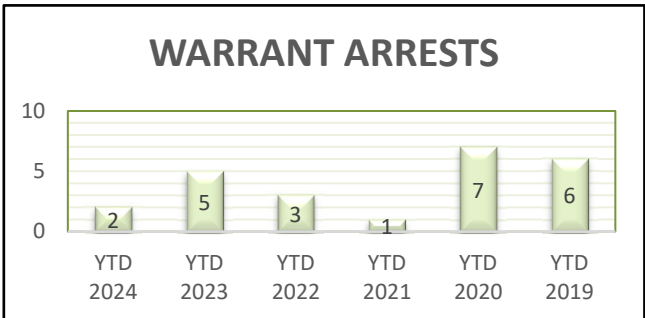 WARRANT ARRESTS
10
5
0
2
5
3
1
7
6
YTD 2024
YTD 2023
YTD 2022
YTD 2021
YTD 2020
YTD 2019